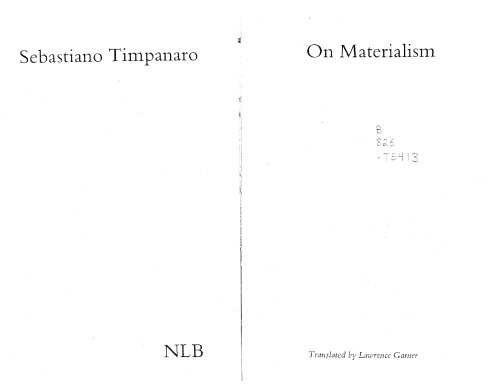 Sebastiano Timpanaro
NLB
On Materialism
B
825
.T5413
Translated by Lawrence Garner